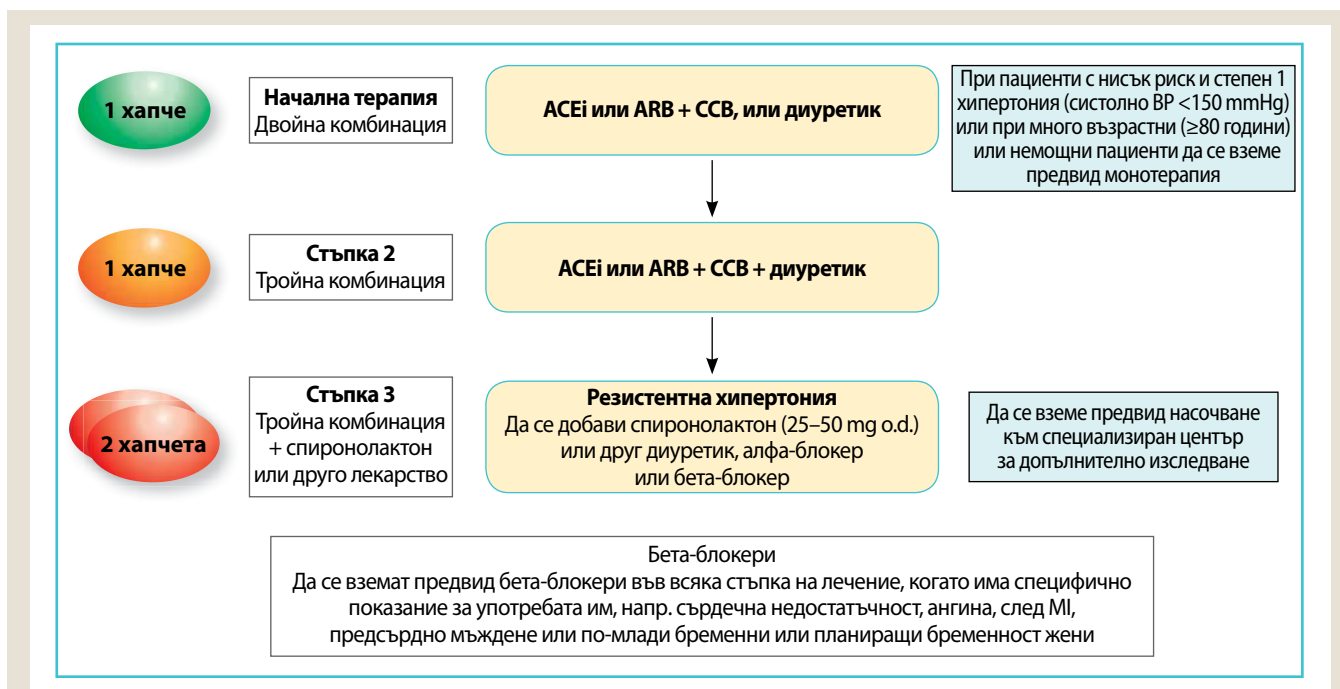 1 хапче
Начална терапия
Двойна комбинация
ACEi или ARB + CCB, или диуретик
При пациенти с нисък риск и степен 1
хипертония (систолно BP <150 mmHg)
или при много възрастни (≥80 години)
или немощни пациенти да се вземе
предвид монотерапия
1 хапче
Стъпка 2
Тройна комбинация
ACEi или ARB + CCB + диуретик
2 хапчета
Стъпка 3
Тройна комбинация
+ спиронолактон
или друго лекарство
Резистентна хипертония
Да се добави спиронолактон (25–50 mg o.d.)
или друг диуретик, алфа-блокер
или бета-блокер
Да се вземе предвид насочване
към специализиран център
за допълнително изследване
Бета-блокери
Да се вземат предвид бета-блокери във всяка стъпка на лечение, когато има специфично
показание за употребата им, напр. сърдечна недостатъчност, ангина, след MI,
предсърдно мъждене или по-млади бременни или планиращи бременност жени